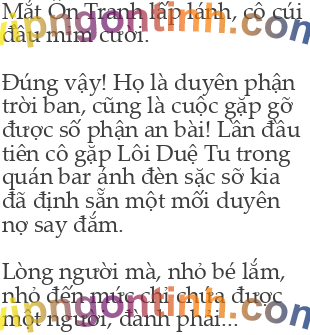 Mắt Ôn Tranh lấp lánh, cô cúi
đầu mỉm cười.
Đúng vậy! Họ là duyên phận
trời ban, cũng là cuộc gặp gỡ
được số phận an bài! Lần đầu
tiên cô gặp Lôi Duệ Tu trong
quán bar ánh đèn sặc sỡ kia
đã định sẵn một mối duyên
nợ say đắm.
Lòng người mà, nhỏ bé lắm,
nhỏ đến mức chỉ chứa được
một người, đành phải...
vipngontinh.com
vipngontinh.com